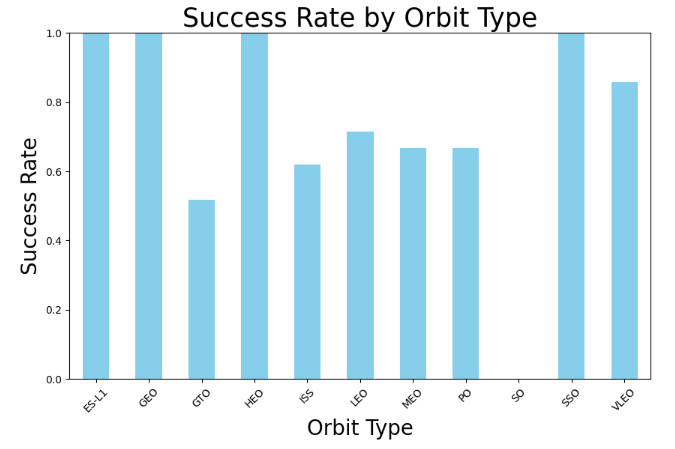 Success Rate by Orbit Type
1.0
0.8
0.6
0.4
0.2
0.0
Success Rate
ES-L1
GEO
GTO
HEO
ISS
LEO
MEO
PO
SO
SSO
VLEO
Orbit Type